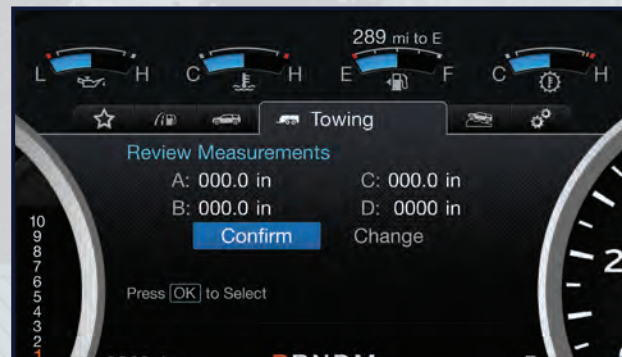 289 mi to E
L H C H E F C H
Towing
Review Measurements
A: 000.0 in C: 000.0 in
B: 000.0 in D: 0000 in
Confirm Change
Press OK to Select
10
9
8
7
6
5
4
3
2
1
2